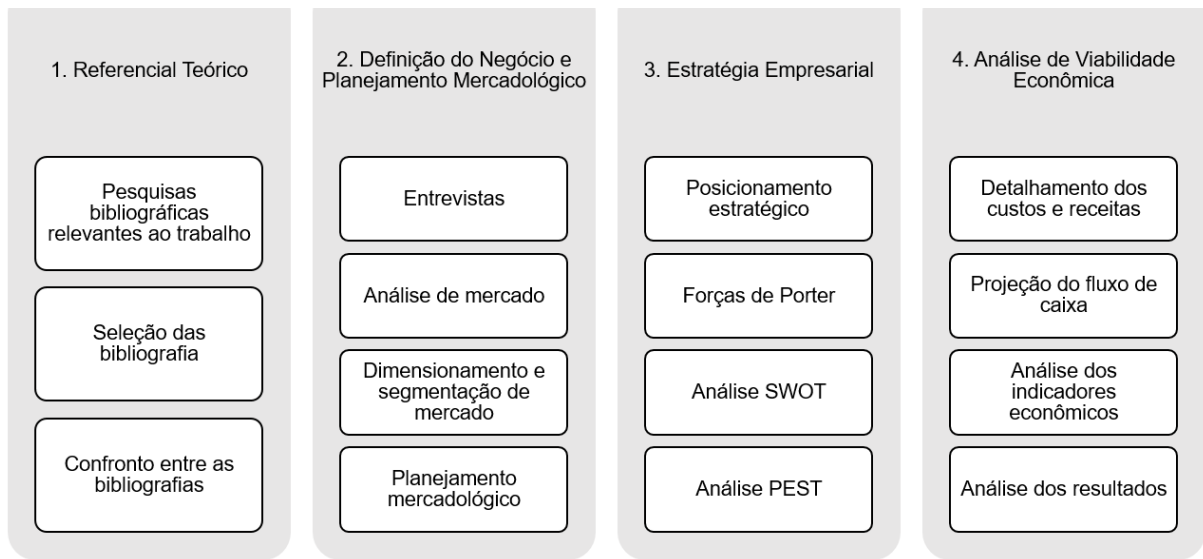 1. Referencial Teórico
Pesquisas
bibliográficas
relevantes ao trabalho
Seleção das
bibliografia
Confronto entre as
bibliografias
2. Definição do Negócio e
Planejamento Mercadológico
Entrevistas
Análise de mercado
Dimensionamento e
segmentação de
mercado
Planejamento
mercadológico
3. Estratégia Empresarial
Posicionamento
estratégico
Forças de Porter
Análise SWOT
Análise PEST
4. Análise de Viabilidade
Econômica
Detalhamento dos
custos e receitas
Projeção do fluxo de
caixa
Análise dos
indicadores
econômicos
Análise dos resultados